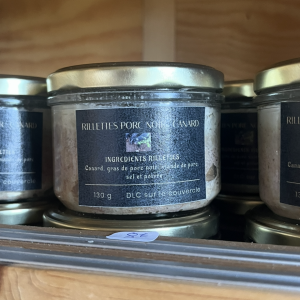 RILLETTES PORC NOIR CANARD
INGREDIENTS RILLETTES
Canard, gras de porc noir, viande de porc
sel et poivre
130 g DLC sur le couvercle